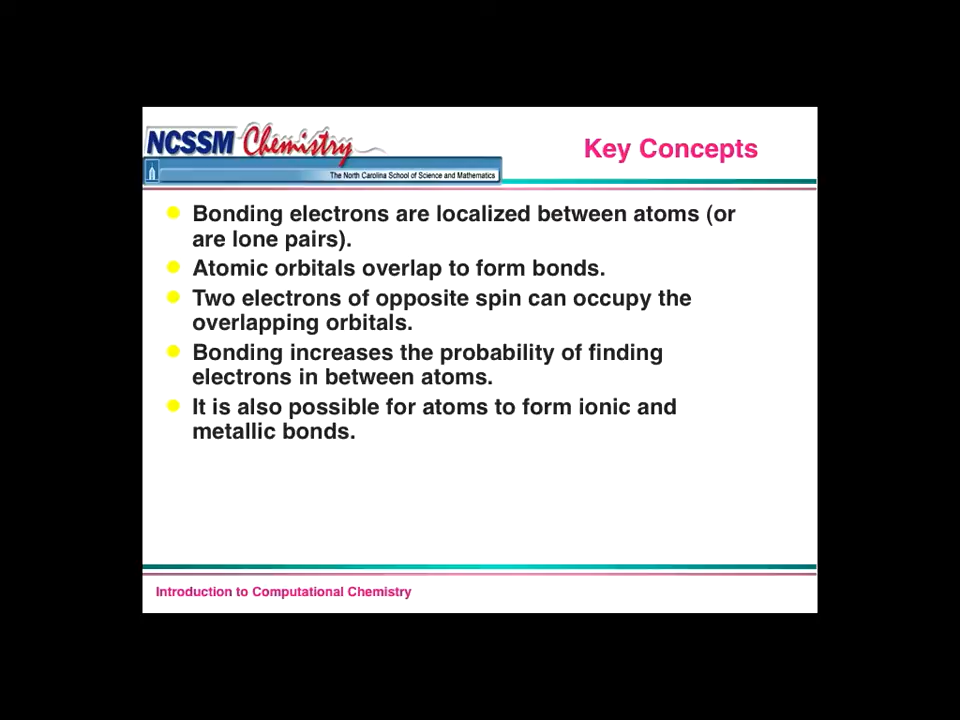 NCSSM Chemistry
The North Carolina School of Science and Mathematics
Key Concepts
Bonding electrons are localized between atoms (or
are lone pairs).
Atomic orbitals overlap to form bonds.
Two electrons of opposite spin can occupy the
overlapping orbitals.
Bonding increases the probability of finding
electrons in between atoms.
It is also possible for atoms to form ionic and
metallic bonds.
Introduction to Computational Chemistry